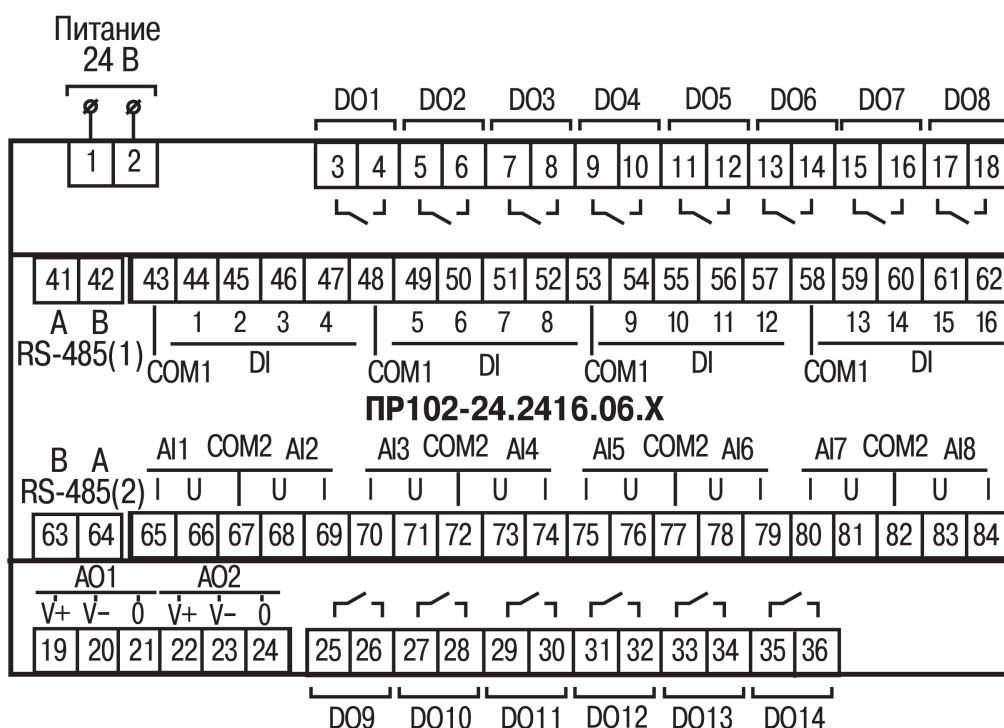 Питание
24 В
DO1 DO2 DO3 DO4 DO5 DO6 DO7 DO8
1 2 3 4 5 6 7 8 9 10 11 12 13 14 15 16 17 18
41 42 43 44 45 46 47 48 49 50 51 52 53 54 55 56 57 58 59 60 61 62
A B 1 2 3 4 5 6 7 8 9 10 11 12 13 14 15 16
RS-485(1) COM1 DI COM1 DI COM1 DI COM1 DI
ПР102-24.2416.06.X
B A AI1 COM2 AI2 AI3 COM2 AI4 AI5 COM2 AI6 AI7 COM2 AI8
RS-485(2) I U U I I U U I I U U I I U U I
63 64 65 66 67 68 69 70 71 72 73 74 75 76 77 78 79 80 81 82 83 84
AO1 AO2
V+ V– 0 V+ V– 0
19 20 21 22 23 24 25 26 27 28 29 30 31 32 33 34 35 36
DO9 DO10 DO11 DO12 DO13 DO14